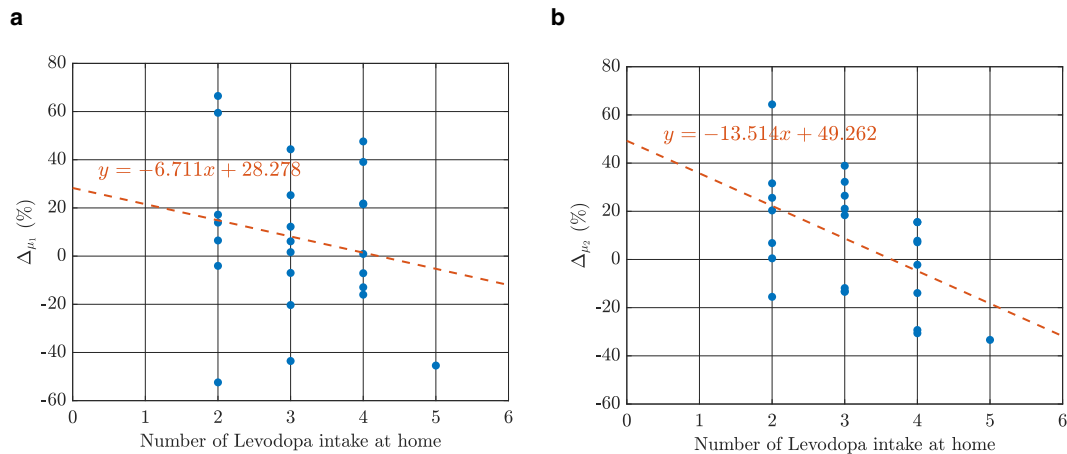 a
80
60
40
20
0
-20
-40
-60
0 1 2 3 4 5 6
y = −6.711x + 28.278
Δμ₁ (%)
Number of Levodopa intake at home
b
80
60
40
20
0
-20
-40
-60
0 1 2 3 4 5 6
y = −13.514x + 49.262
Δμ₂ (%)
Number of Levodopa intake at home